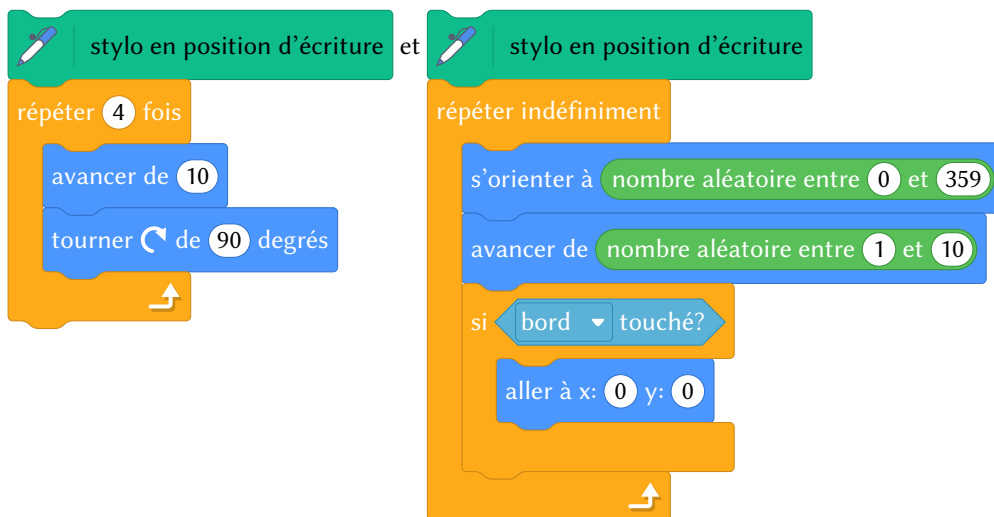 stylo en position d’écriture et stylo en position d’écriture
répéter 4 fois
avancer de 10
tourner de 90 degrés
répéter indéfiniment
s’orienter à nombre aléatoire entre 0 et 359
avancer de nombre aléatoire entre 1 et 10
si bord touché?
aller à x: 0 y: 0